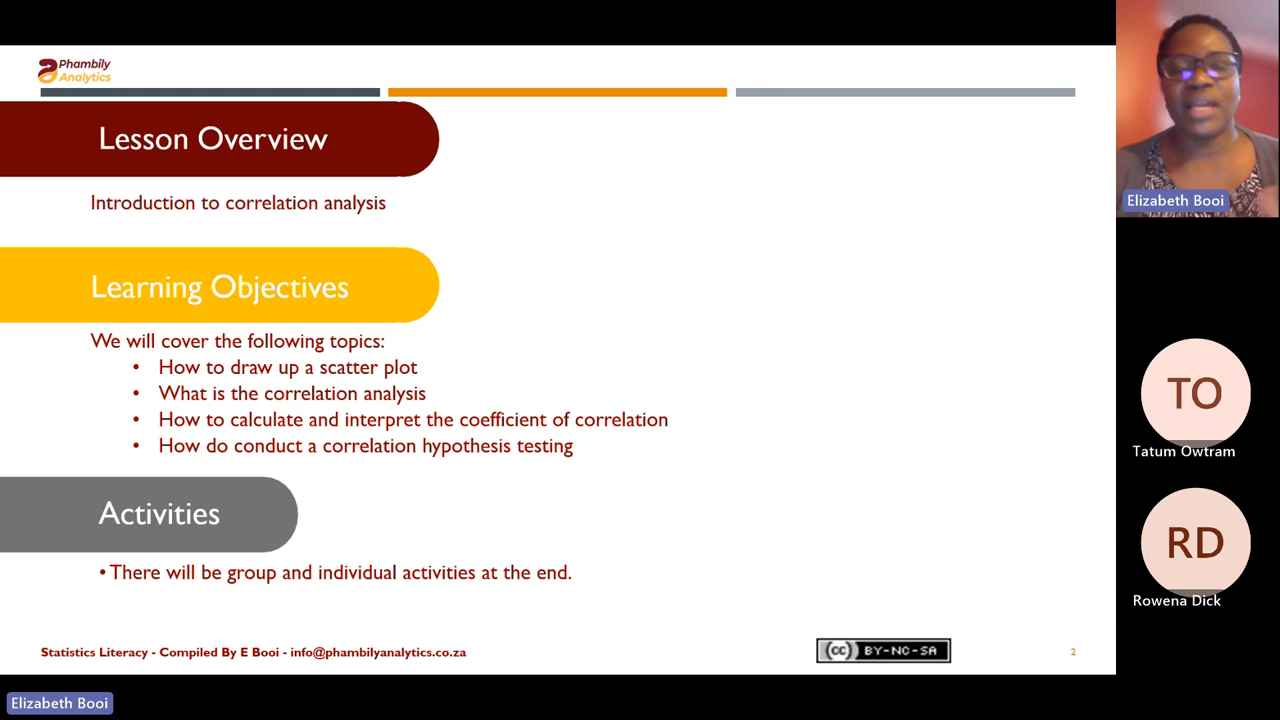 Phambily
Analytics
Lesson Overview
Introduction to correlation analysis
Learning Objectives
We will cover the following topics:
• How to draw up a scatter plot
• What is the correlation analysis
• How to calculate and interpret the coefficient of correlation
• How do conduct a correlation hypothesis testing
Activities
• There will be group and individual activities at the end.
Statistics Literacy - Compiled By E Booi - info@phambilyanalytics.co.za
cc BY-NC-SA
2
Elizabeth Booi
TO
Tatum Owtram
RD
Rowena Dick
Elizabeth Booi